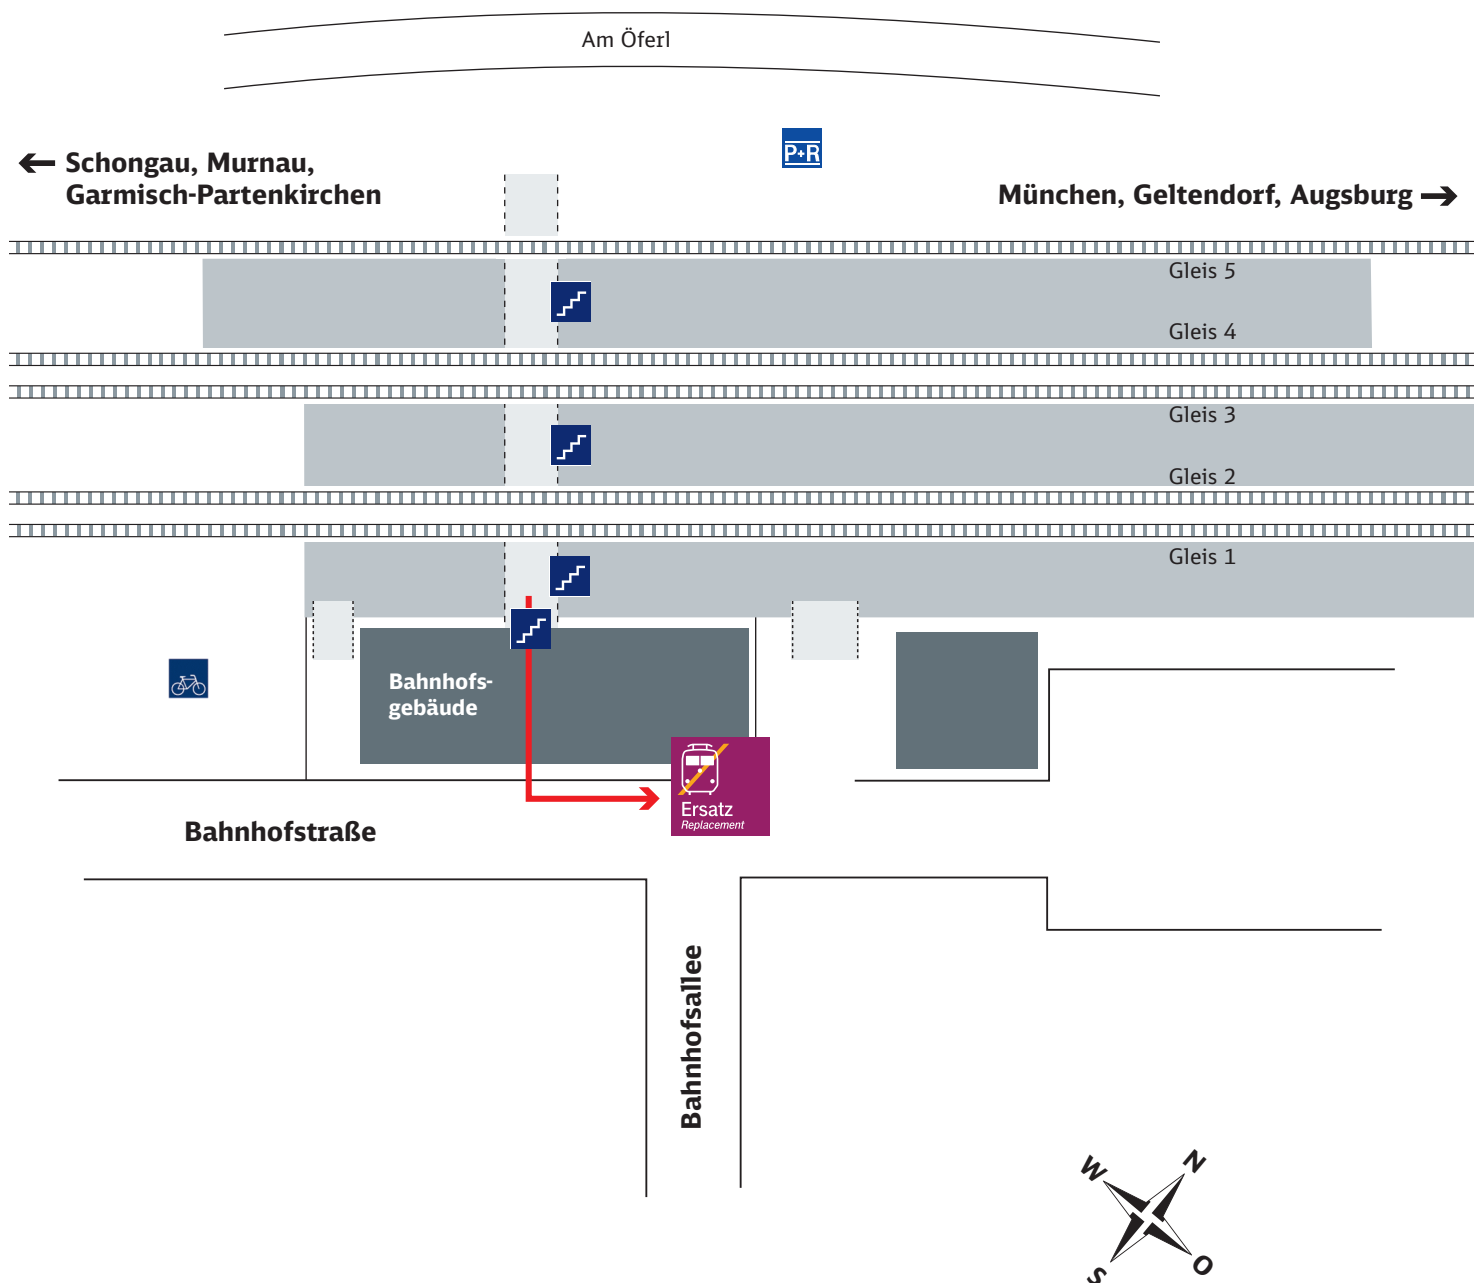 Am Öferl
P+R
Schongau, Murnau,
Garmisch-Partenkirchen
München, Geltendorf, Augsburg
Gleis 5
Gleis 4
Gleis 3
Gleis 2
Gleis 1
Bahnhofs-
gebäude
Ersatz
Replacement
Bahnhofstraße
Bahnhofsallee
W
N
S
O